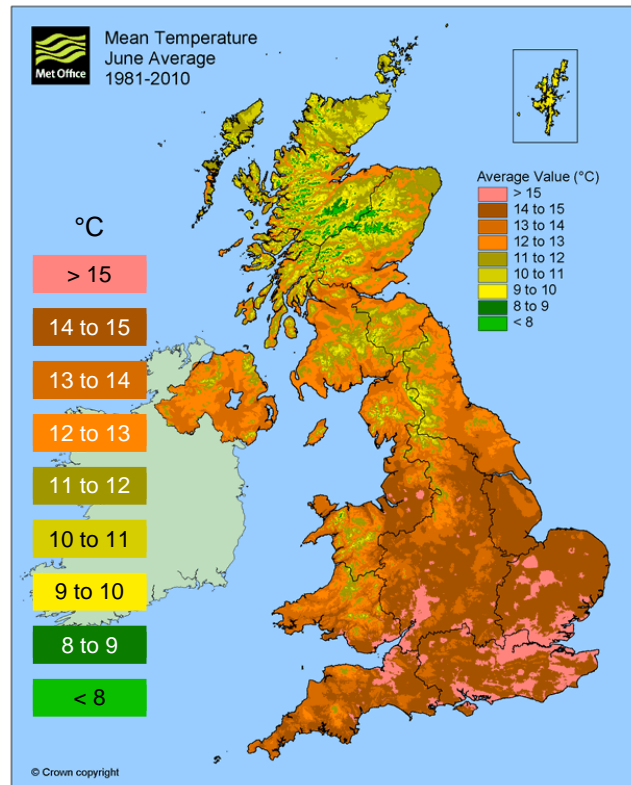 Mean Temperature
June Average
1981-2010
Met Office
Average Value (°C)
> 15
14 to 15
13 to 14
12 to 13
11 to 12
10 to 11
9 to 10
8 to 9
< 8
°C
> 15
14 to 15
13 to 14
12 to 13
11 to 12
10 to 11
9 to 10
8 to 9
< 8
© Crown copyright